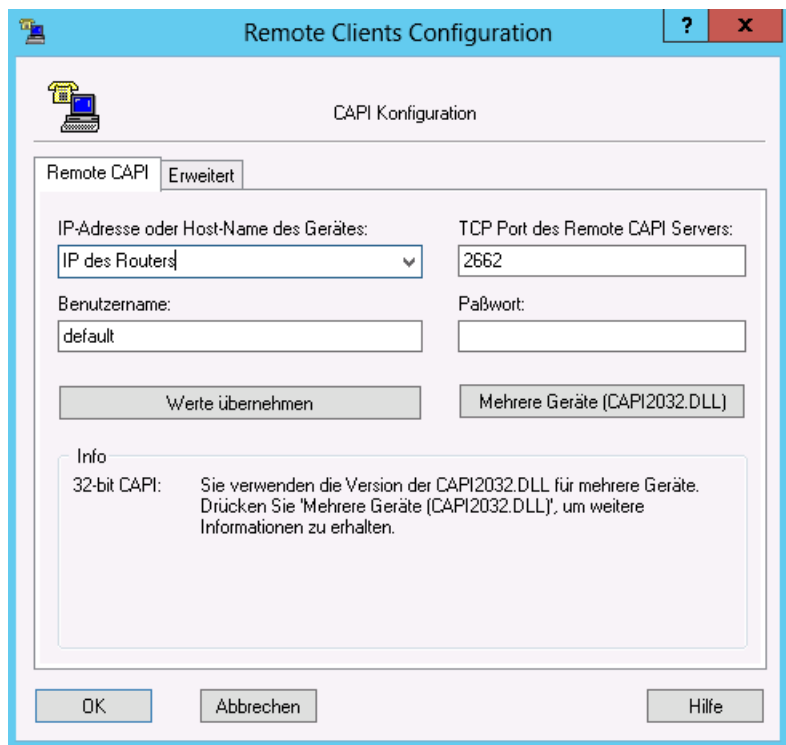 Remote Clients Configuration
? x
CAPI Konfiguration
Remote CAPI Erweitert
IP-Adresse oder Host-Name des Gerätes: TCP Port des Remote CAPI Servers:
IP des Routers 2662
Benutzername: Paßwort:
default
Werte übernehmen Mehrere Geräte (CAPI2032.DLL)
Info
32-bit CAPI: Sie verwenden die Version der CAPI2032.DLL für mehrere Geräte.
Drücken Sie 'Mehrere Geräte (CAPI2032.DLL)', um weitere
Informationen zu erhalten.
OK Abbrechen Hilfe